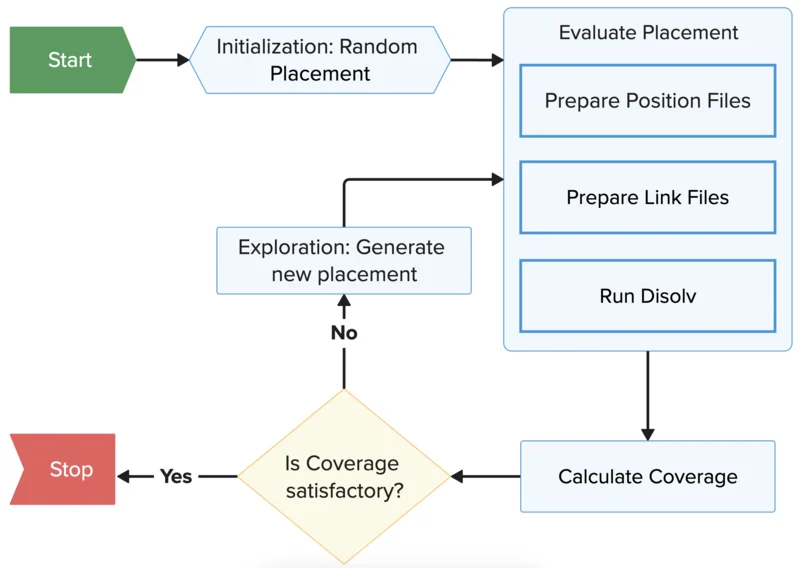 Start
Initialization: Random
Placement
Evaluate Placement
Prepare Position Files
Prepare Link Files
Run Disolv
Exploration: Generate
new placement
No
Is Coverage
satisfactory?
Yes
Stop
Calculate Coverage